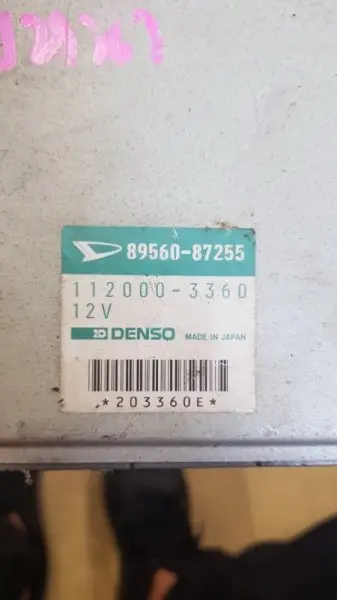 89560-87255
112000-3360
12V
DENSO MADE IN JAPAN
*203360E*